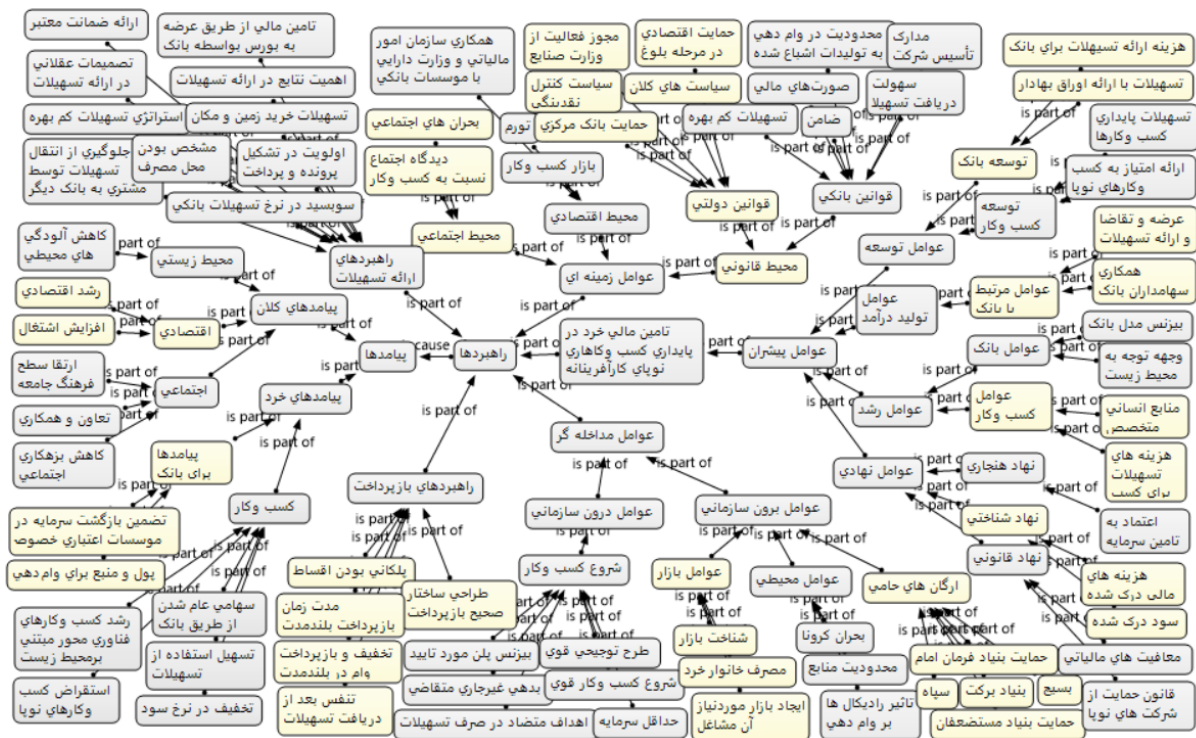 ارائه ضمانت معتبر
تامين مالي از طريق عرضه
به بورس بواسطه بانک
تصميمات عقلاني
در ارائه تسهيلات
اهميت نتايج در ارائه تسهيلات
استراتژي تسهيلات کم بهره
تسهيلات خريد زمين و مکان
جلوگيري از انتقال
تسهيلات توسط
مشتري به بانک ديگر
مشخص بودن
محل مصرف
اولويت در تشکيل
پرونده و پرداخت
سوبسيد در نرخ تسهيلات بانکي
راهبردهاي
ارائه تسهيلات
همکاري سازمان امور
مالياتي و وزارت دارايي
با موسسات بانکي
تورم
بازار کسب وکار
محيط اقتصادي
بحران هاي اجتماعي
ديدگاه اجتماع
نسبت به کسب وکار
محيط اجتماعي
مجوز فعاليت از
وزارت صنايع
سياست کنترل
نقدينگي
حمايت بانک مرکزي
حمايت اقتصادي
در مرحله بلوغ
سياست هاي کلان
قوانين دولتي
محدوديت در وام دهي
به توليدات اشباع شده
مدارک
تأسيس شرکت
صورت‌هاي مالي
سهولت
دريافت تسهيلا
تسهيلات کم بهره
ضامن
قوانين بانکي
محيط قانوني
عوامل زمينه اي
هزينه ارائه تسيهلات براي بانک
تسهيلات با ارائه اوراق بهادار
توسعه بانک
تسهيلات پايداري
کسب وکارها
ارائه امتياز به کسب
وکارهاي نوپا
توسعه
کسب وکار
عوامل توسعه
عرضه و تقاضا
و ارائه تسهيلات
همکاري
سهامداران بانک
عوامل مرتبط
با بانک
عوامل
توليد درآمد
بيزنس مدل بانک
وجهه توجه به
محيط زيست
عوامل بانک
منابع انساني
متخصص
هزينه هاي
تسهيلات
براي کسب
عوامل
کسب وکار
عوامل رشد
عوامل پيشران
تامين مالي خرد در
پايداري کسب وکاهاري
نوپاي کارآفرينانه
راهبردها
پيامدها
cause
کاهش آلودگي
هاي محيطي
محيط زيستي
رشد اقتصادي
افزايش اشتغال
اقتصادي
پيامدهاي کلان
ارتقا سطح
فرهنگ جامعه
تعاون و همکاري
کاهش بزهکاري
اجتماعي
اجتماعي
پيامدهاي خرد
پيامدها
براي بانک
تضمين بازگشت سرمايه در
موسسات اعتباري خصوص
پول و منبع براي وام دهي
کسب وکار
رشد کسب وکارهاي
فناوري محور مبتني
برمحيط زيست
سهامي عام شدن
از طريق بانک
استقراض کسب
وکارهاي نوپا
تسهيل استفاده از
تسهيلات
تخفيف در نرخ سود
راهبردهاي بازپرداخت
پلکاني بودن اقساط
مدت زمان
بازپرداخت بلندمدت
تخفيف و بازپرداخت
وام در بلندمدت
تنفس بعد از
دريافت تسهيلات
طراحي ساختار
صحيح بازپرداخت
عوامل مداخله گر
عوامل درون سازماني
شروع کسب وکار
بيزنس پلن مورد تاييد
طرح توجيحي قوي
بدهي غيرجاري متقاضي
شروع کسب وکار قوي
اهداف متضاد در صرف تسهيلات
حداقل سرمايه
عوامل برون سازماني
عوامل بازار
شناخت بازار
مصرف خانوار خرد
ايجاد بازار موردنياز
آن مشاغل
عوامل محيطي
بحران کرونا
محدوديت منابع
تاثير راديکال ها
بر وام دهي
ارگان هاي حامي
حمايت بنياد فرمان امام
سپاه
بنياد برکت
بسيج
حمايت بنياد مستضعفان
عوامل نهادي
نهاد هنجاري
اعتماد به
تامين سرمايه
نهاد شناختي
هزينه هاي
مالي درک شده
سود درک شده
نهاد قانوني
معافيت هاي مالياتي
قانون حمايت از
شرکت هاي نوپا
is part of